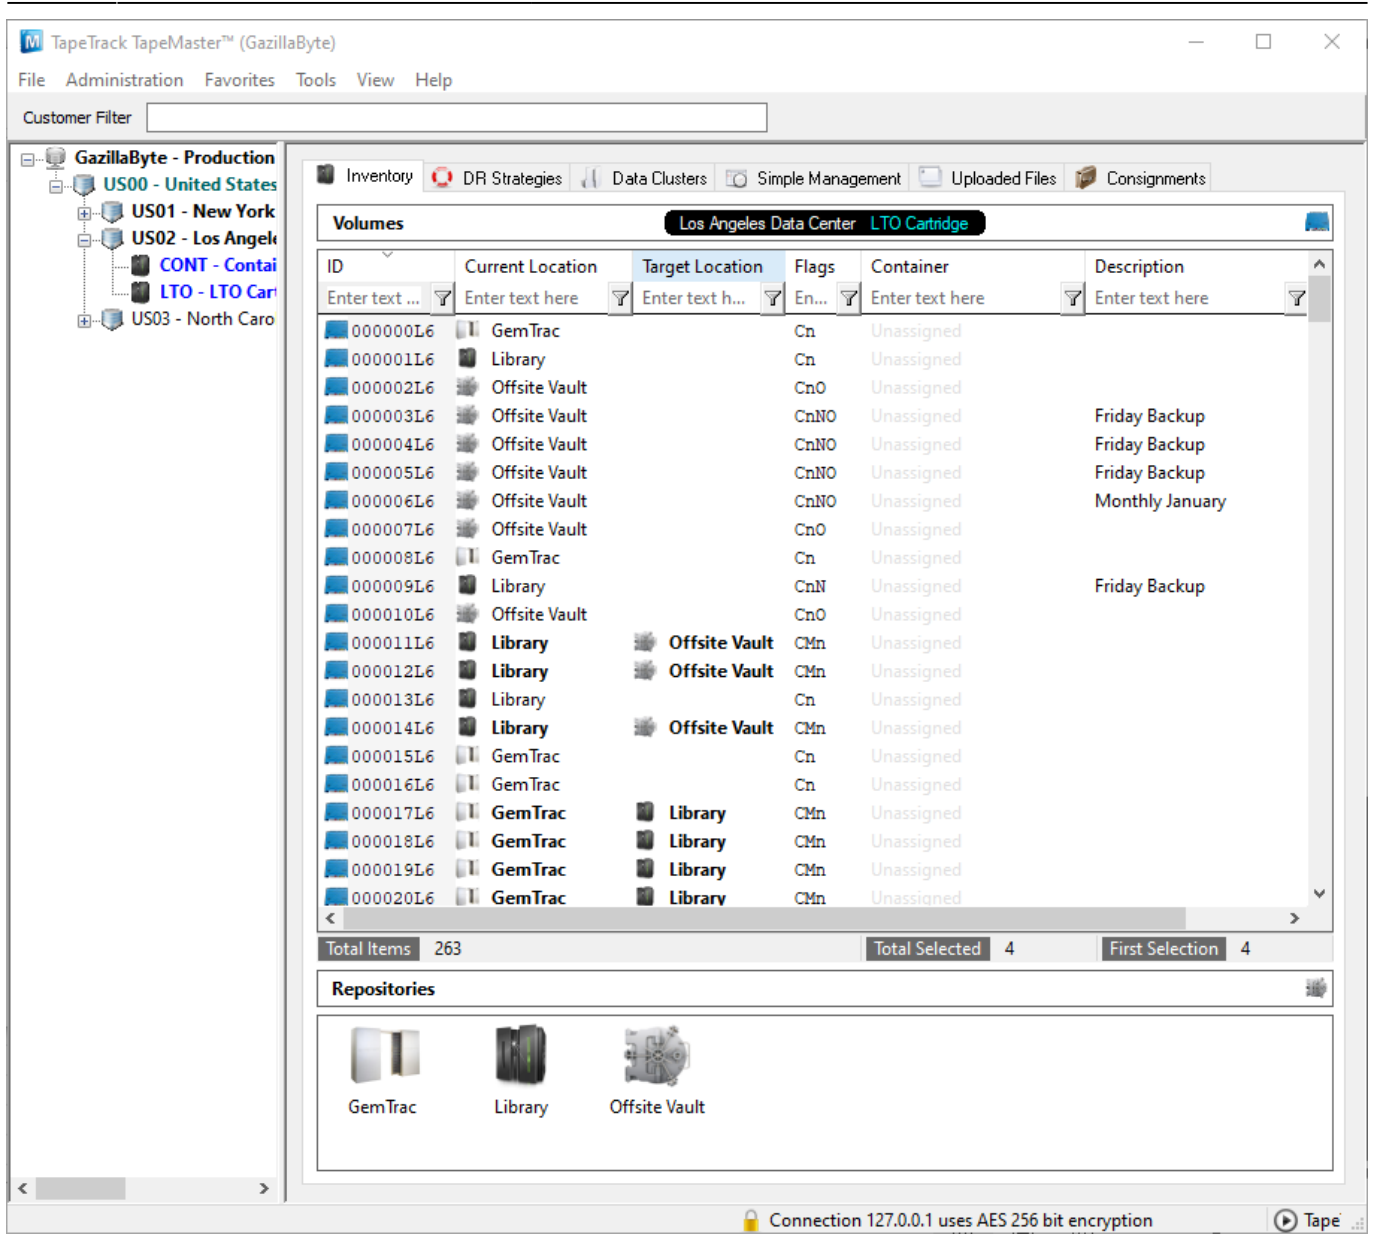 TapeTrack TapeMaster™ (GazillaByte)
File Administration Favorites Tools View Help
Customer Filter
GazillaByte - Production
US00 - United States
US01 - New York
US02 - Los Angele
CONT - Contai
LTO - LTO Cart
US03 - North Caro
Inventory DR Strategies Data Clusters Simple Management Uploaded Files Consignments
Volumes Los Angeles Data Center LTO Cartridge
ID Current Location Target Location Flags Container Description
Enter text ... Enter text here Enter text h... En... Enter text here Enter text here
000000L6 GemTrac Cn Unassigned
000001L6 Library Cn Unassigned
000002L6 Offsite Vault CnO Unassigned
000003L6 Offsite Vault CnNO Unassigned Friday Backup
000004L6 Offsite Vault CnNO Unassigned Friday Backup
000005L6 Offsite Vault CnNO Unassigned Friday Backup
000006L6 Offsite Vault CnNO Unassigned Monthly January
000007L6 Offsite Vault CnO Unassigned
000008L6 GemTrac Cn Unassigned
000009L6 Library CnN Unassigned Friday Backup
000010L6 Offsite Vault CnO Unassigned
000011L6 Library Offsite Vault CMn Unassigned
000012L6 Library Offsite Vault CMn Unassigned
000013L6 Library Cn Unassigned
000014L6 Library Offsite Vault CMn Unassigned
000015L6 GemTrac Cn Unassigned
000016L6 GemTrac Cn Unassigned
000017L6 GemTrac Library CMn Unassigned
000018L6 GemTrac Library CMn Unassigned
000019L6 GemTrac Library CMn Unassigned
000020L6 GemTrac Library CMn Unassigned
Total Items 263 Total Selected 4 First Selection 4
Repositories
GemTrac Library Offsite Vault
Connection 127.0.0.1 uses AES 256 bit encryption Tape